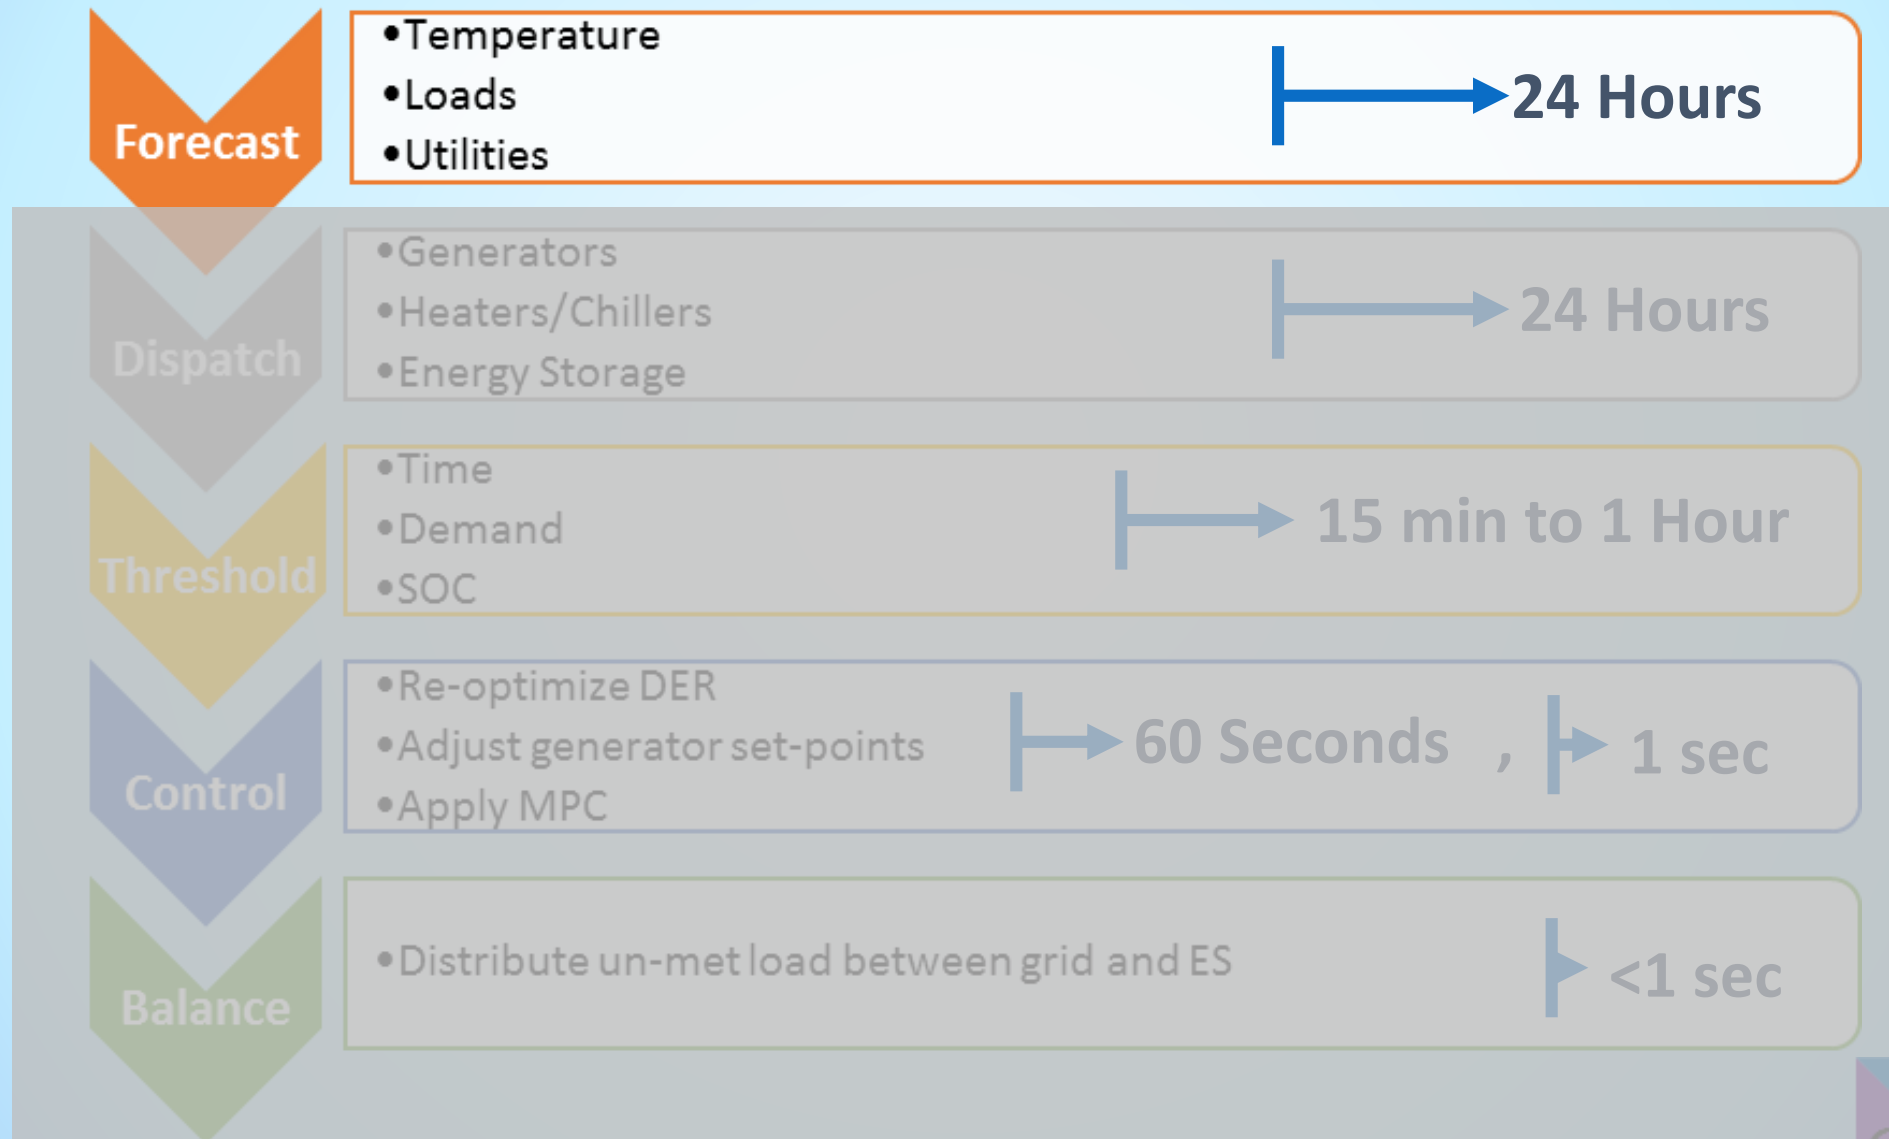 Forecast
•Temperature
•Loads
•Utilities
24 Hours
Dispatch
•Generators
•Heaters/Chillers
•Energy Storage
24 Hours
Threshold
•Time
•Demand
•SOC
15 min to 1 Hour
Control
•Re-optimize DER
•Adjust generator set-points
•Apply MPC
60 Seconds , 1 sec
Balance
•Distribute un-met load between grid and ES
<1 sec